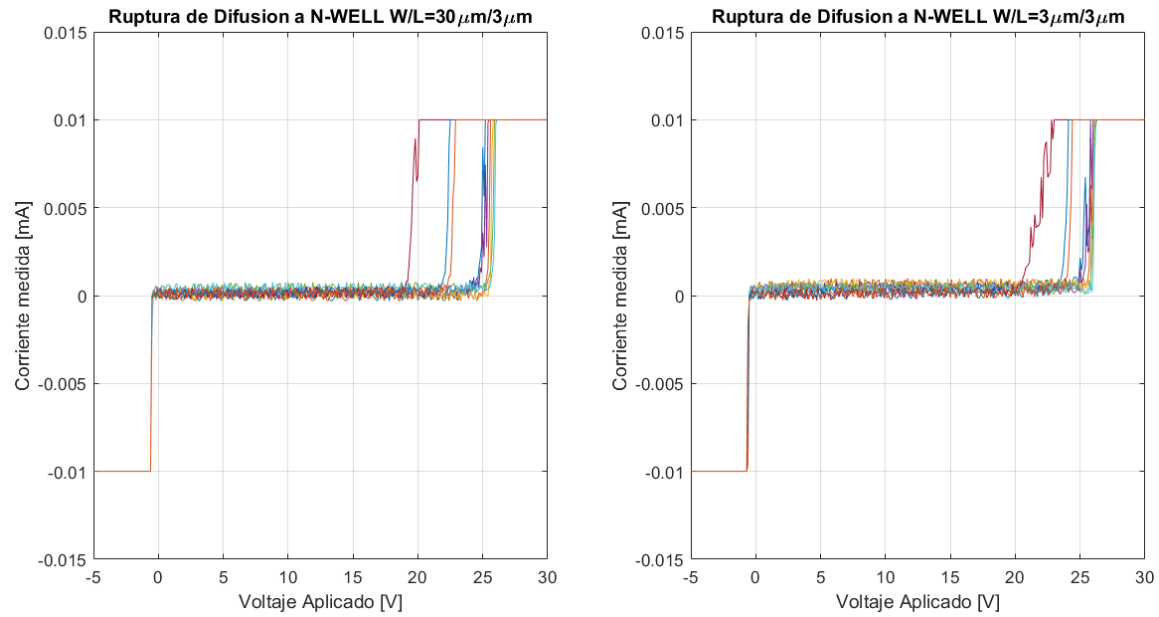 Ruptura de Difusion a N-WELL W/L=30μm/3μm
0.015
0.01
0.005
0
-0.005
-0.01
-0.015
-5 0 5 10 15 20 25 30
Corriente medida [mA]
Voltaje Aplicado [V]
Ruptura de Difusion a N-WELL W/L=3μm/3μm
0.015
0.01
0.005
0
-0.005
-0.01
-0.015
-5 0 5 10 15 20 25 30
Corriente medida [mA]
Voltaje Aplicado [V]